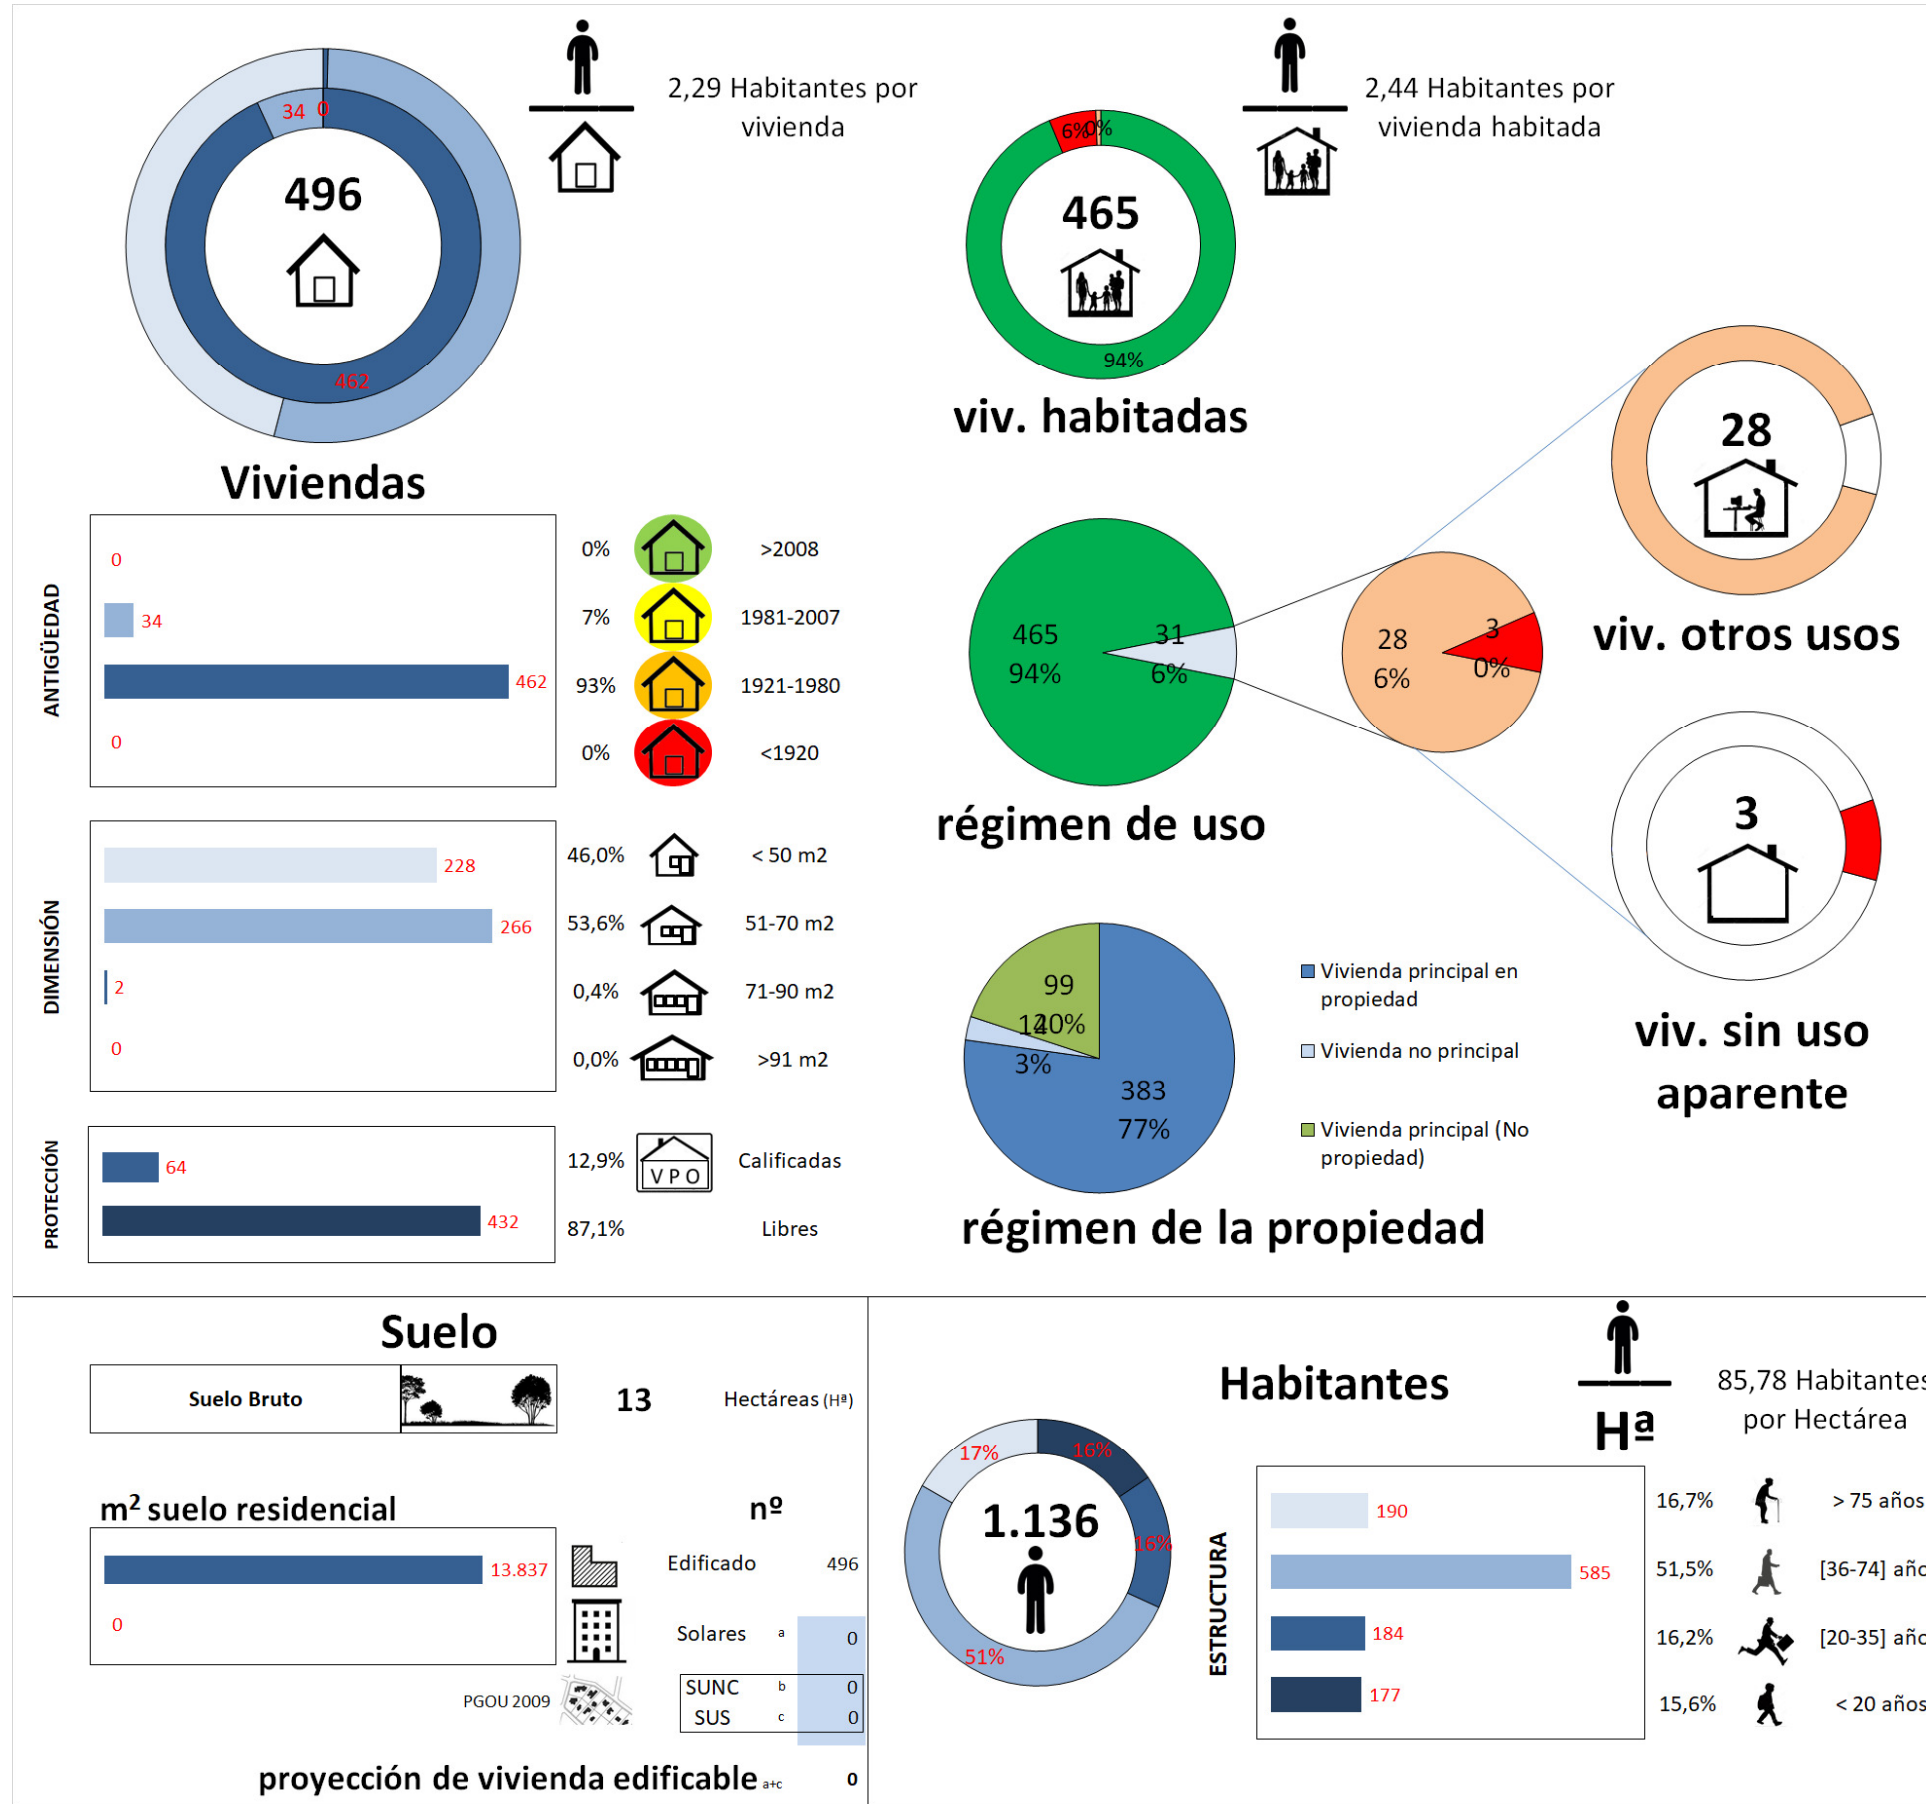 2,29 Habitantes por
vivienda
34
0
496
462
Viviendas
2,44 Habitantes por
vivienda habitada
6%
0%
465
94%
viv. habitadas
ANTIGÜEDAD
0
0%
>2008
34
7%
1981-2007
462
93%
1921-1980
0
0%
<1920
DIMENSIÓN
228
46,0%
< 50 m2
266
53,6%
51-70 m2
2
0,4%
71-90 m2
0
0,0%
>91 m2
PROTECCIÓN
64
12,9%
VPO
Calificadas
432
87,1%
Libres
465
94%
31
6%
28
6%
3
0%
régimen de uso
28
viv. otros usos
3
viv. sin uso
aparente
99
20%
14
3%
383
77%
Vivienda principal en
propiedad
Vivienda no principal
Vivienda principal (No
propiedad)
régimen de la propiedad
Suelo
Suelo Bruto
13
Hectáreas (Hª)
m² suelo residencial
nº
13.837
Edificado
496
0
Solares a
0
PGOU 2009
SUNC b
0
SUS c
0
proyección de vivienda edificable a+c
0
Habitantes
Hª
85,78 Habitantes
por Hectárea
17%
16%
1.136
16%
51%
ESTRUCTURA
190
16,7%
> 75 años
585
51,5%
[36-74] año
184
16,2%
[20-35] año
177
15,6%
< 20 años